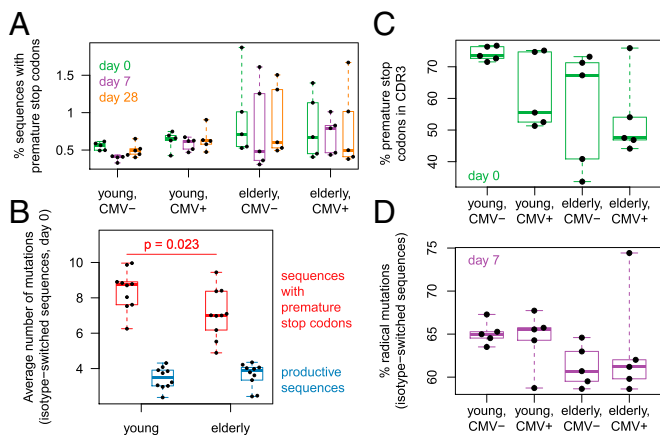 A
% sequences with
premature stop codons
day 0
day 7
day 28
1.5
1
0.5
young,
CMV−
young,
CMV+
elderly,
CMV−
elderly,
CMV+
B
Average number of mutations
(isotype-switched sequences, day 0)
p = 0.023
10
8
6
4
sequences
with
premature
stop codons
productive
sequences
young
elderly
C
% premature stop
codons in CDR3
70
60
50
40
day 0
young,
CMV−
young,
CMV+
elderly,
CMV−
elderly,
CMV+
D
% radical mutations
(isotype-switched sequences)
day 7
75
70
65
60
young,
CMV−
young,
CMV+
elderly,
CMV−
elderly,
CMV+